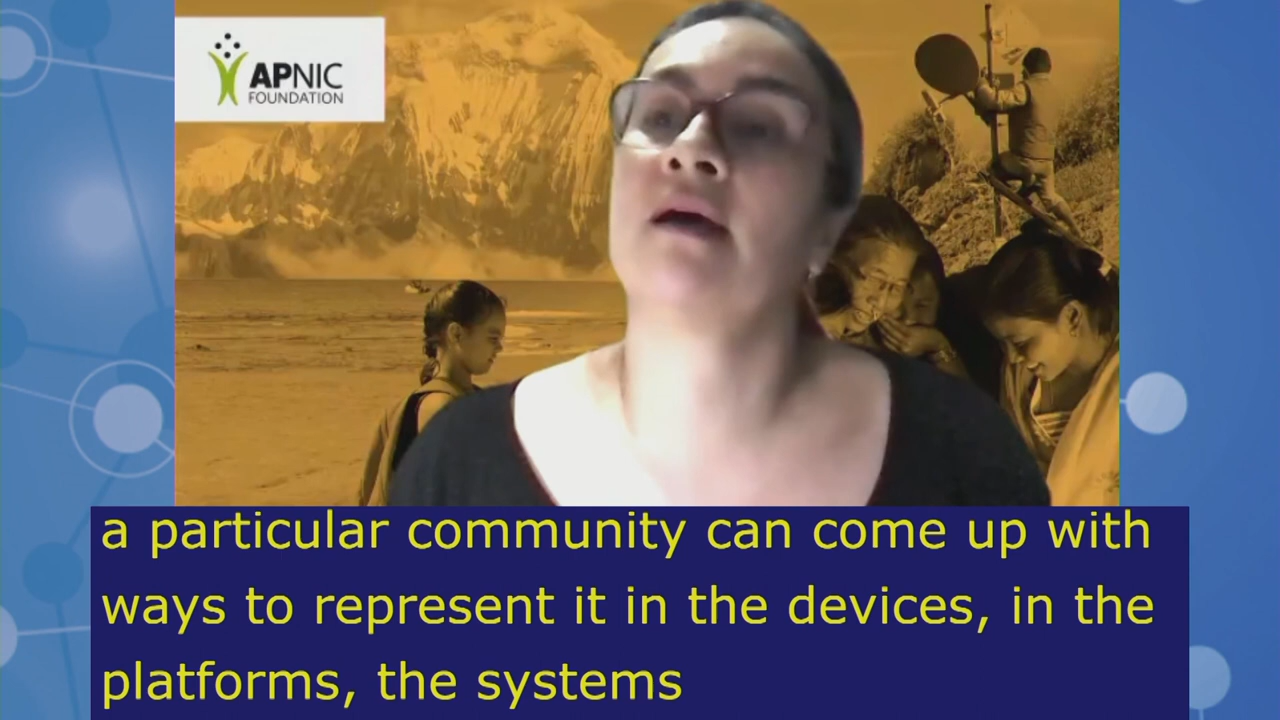 APNIC
FOUNDATION
a particular community can come up with
ways to represent it in the devices, in the
platforms, the systems